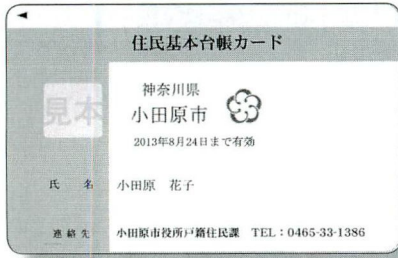 住民基本台帳カード
見本
神奈川県
小田原市
2013年8月24日まで有効
氏 名 小田原 花子
連絡先 小田原市役所戸籍住民課 TEL:0465-33-1386